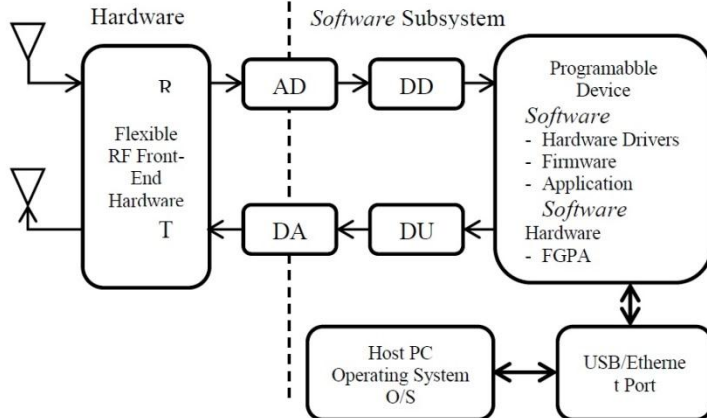 Hardware
Software Subsystem
R
Flexible
RF Front-
End
Hardware
T
AD
DD
DA
DU
Programabble
Device
Software
- Hardware Drivers
- Firmware
- Application
Software
Hardware
- FGPA
Host PC
Operating System
O/S
USB/Etherne
t Port